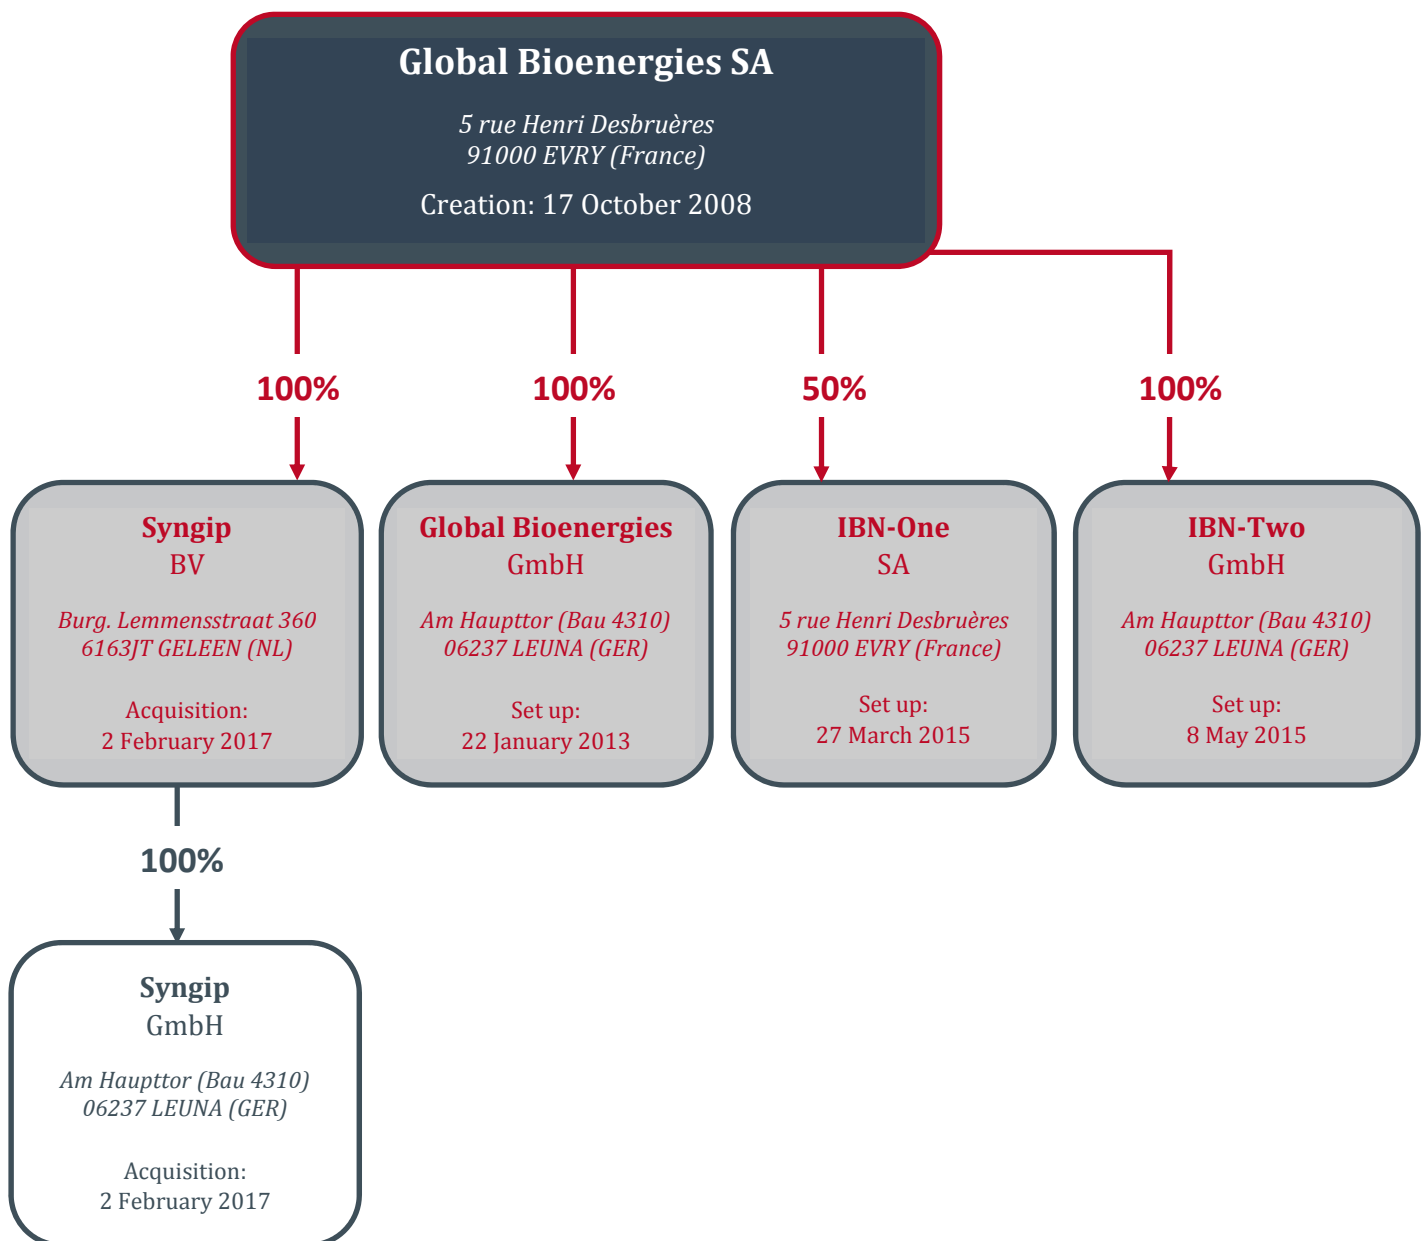 Global Bioenergies SA
5 rue Henri Desbruères
91000 EVRY (France)
Creation: 17 October 2008
100%
100%
50%
100%
Syngip
BV
Burg. Lemmensstraat 360
6163JT GELEEN (NL)
Acquisition:
2 February 2017
Global Bioenergies
GmbH
Am Haupttor (Bau 4310)
06237 LEUNA (GER)
Set up:
22 January 2013
IBN-One
SA
5 rue Henri Desbruères
91000 EVRY (France)
Set up:
27 March 2015
IBN-Two
GmbH
Am Haupttor (Bau 4310)
06237 LEUNA (GER)
Set up:
8 May 2015
100%
Syngip
GmbH
Am Haupttor (Bau 4310)
06237 LEUNA (GER)
Acquisition:
2 February 2017